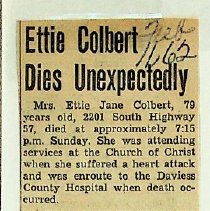 Ettie Colbert
Dies Unexpectedly
Mrs. Ettie Jane Colbert, 79
years old, 2201 South Highway
57, died at approximately 7:15
p.m. Sunday. She was attending
services at the Church of Christ
when she suffered a heart attack
and was enroute to the Daviess
County Hospital when death oc-
curred.